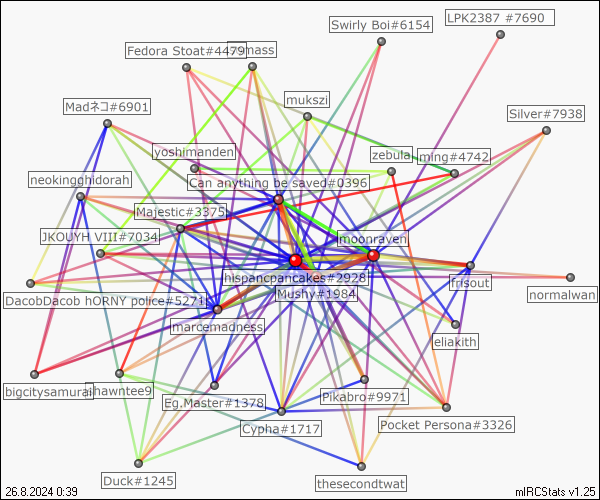 LPK2387 #7690
Swirly Boi#6154
Fedora Stoat#4479
mass
mukszi
Madネコ#6901
Silver#7938
yoshimanden
zebula
ming#4742
neokingghidorah
Can anything be saved#0396
Majestic#3375
JKOUYH VIII#7034
moonraven
hispancpancakes#2928
frisout
Mushy#1984
normalwan
DacobDacob hORNY police#5271
marcemadness
eliakith
bigcitysamurai
shawntee9
Eg.Master#1378
Pikabro#9971
Cypha#1717
Pocket Persona#3326
Duck#1245
thesecondtwat
26.8.2024 0:39
mIRCStats v1.25